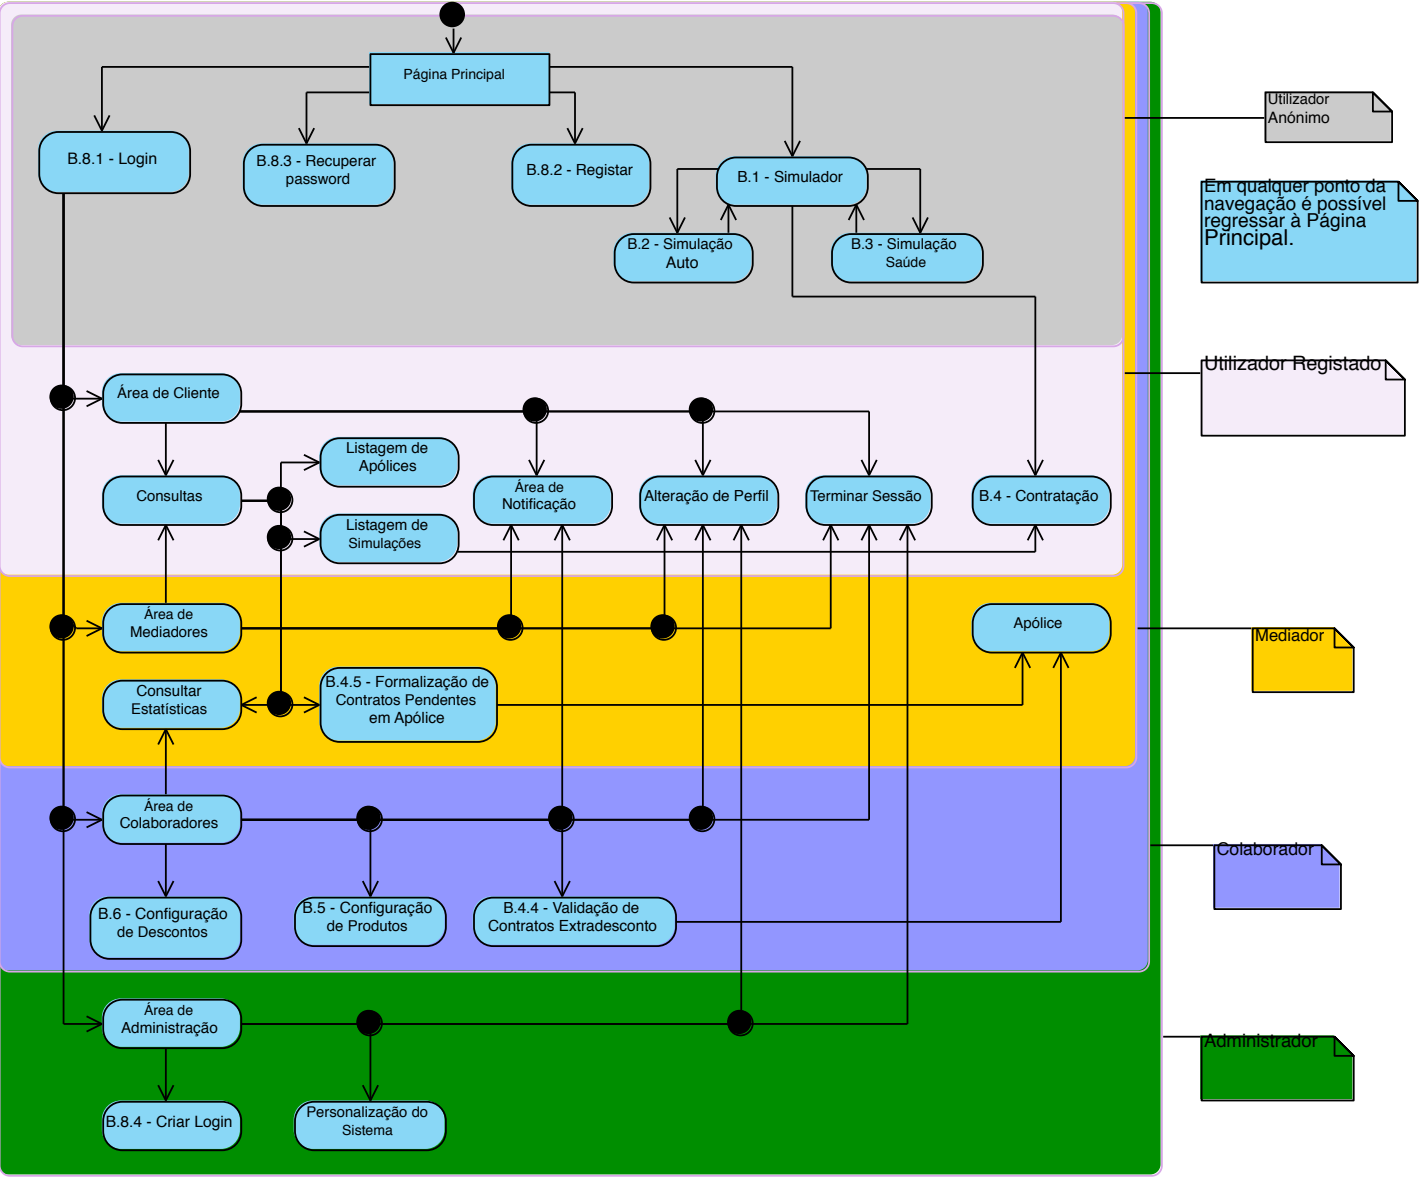 Página Principal
Utilizador
Anónimo
B.8.1 - Login
B.8.3 - Recuperar
password
B.8.2 - Registar
B.1 - Simulador
Em qualquer ponto da
navegação é possível
regressar à Página
Principal.
B.2 - Simulação
Auto
B.3 - Simulação
Saúde
Utilizador Registado
Área de Cliente
Listagem de
Apólices
Consultas
Área de
Notificação
Alteração de Perfil
Terminar Sessão
B.4 - Contratação
Listagem de
Simulações
Área de
Mediadores
Apólice
Mediador
Consultar
Estatísticas
B.4.5 - Formalização de
Contratos Pendentes
em Apólice
Área de
Colaboradores
Colaborador
B.6 - Configuração
de Descontos
B.5 - Configuração
de Produtos
B.4.4 - Validação de
Contratos Extradesconto
Área de
Administração
Administrador
B.8.4 - Criar Login
Personalização do
Sistema